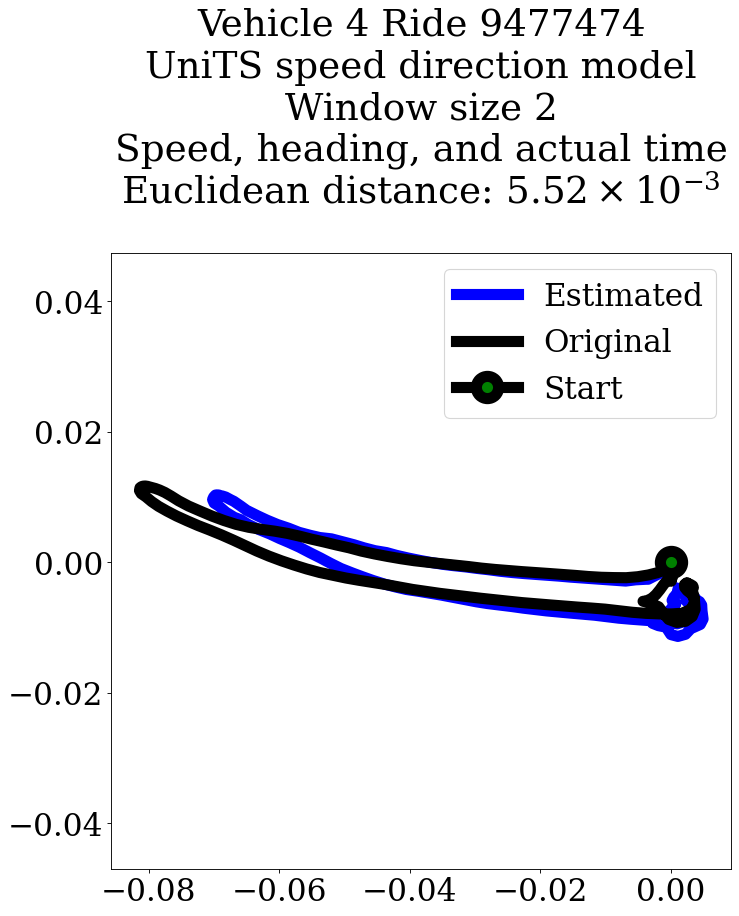 Vehicle 4 Ride 9477474
UniTS speed direction model
Window size 2
Speed, heading, and actual time
Euclidean distance: 5.52 × 10⁻³
Estimated
Original
Start
0.04
0.02
0.00
−0.02
−0.04
−0.08 −0.06 −0.04 −0.02 0.00